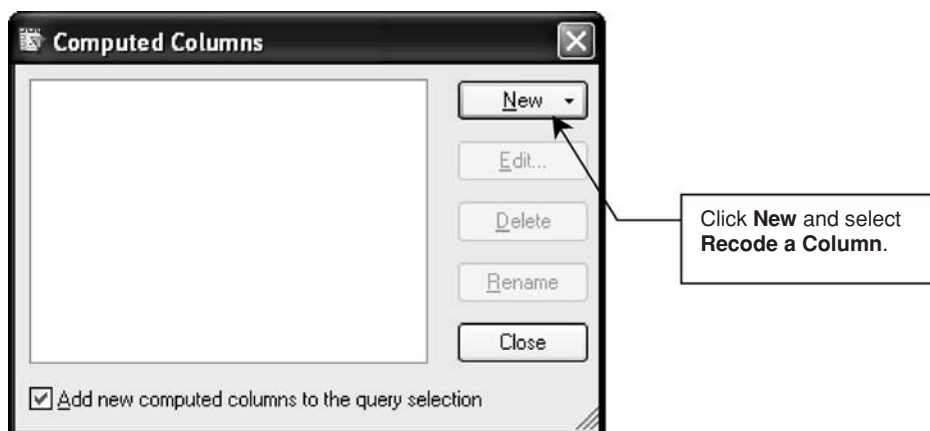 Computed Columns
New
Edit...
Delete
Rename
Close
Add new computed columns to the query selection
Click New and select
Recode a Column.